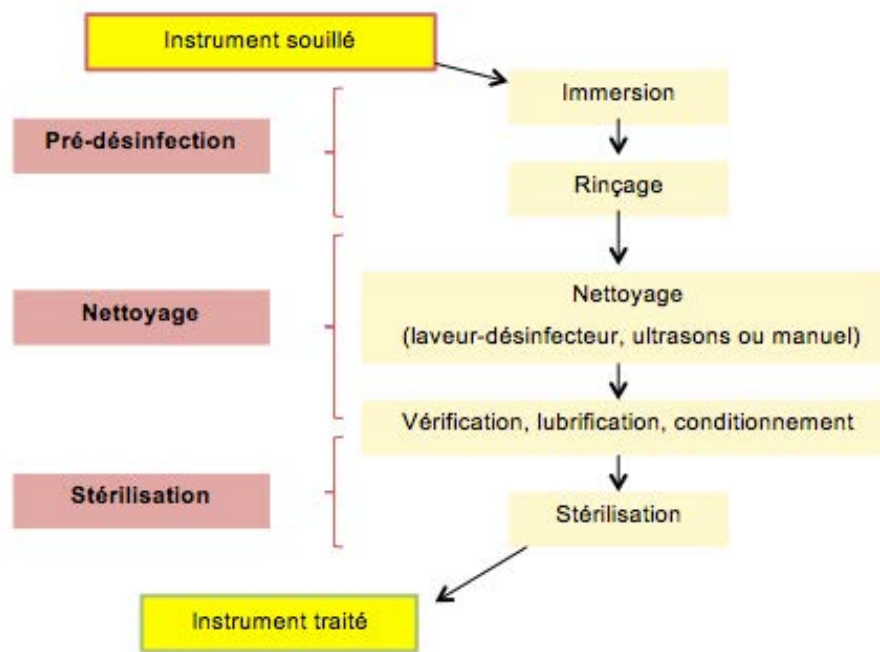 Instrument souillé
Immersion
Pré-désinfection
Rinçage
Nettoyage
Nettoyage
(laveur-désinfecteur, ultrasons ou manuel)
Vérification, lubrification, conditionnement
Stérilisation
Stérilisation
Instrument traité